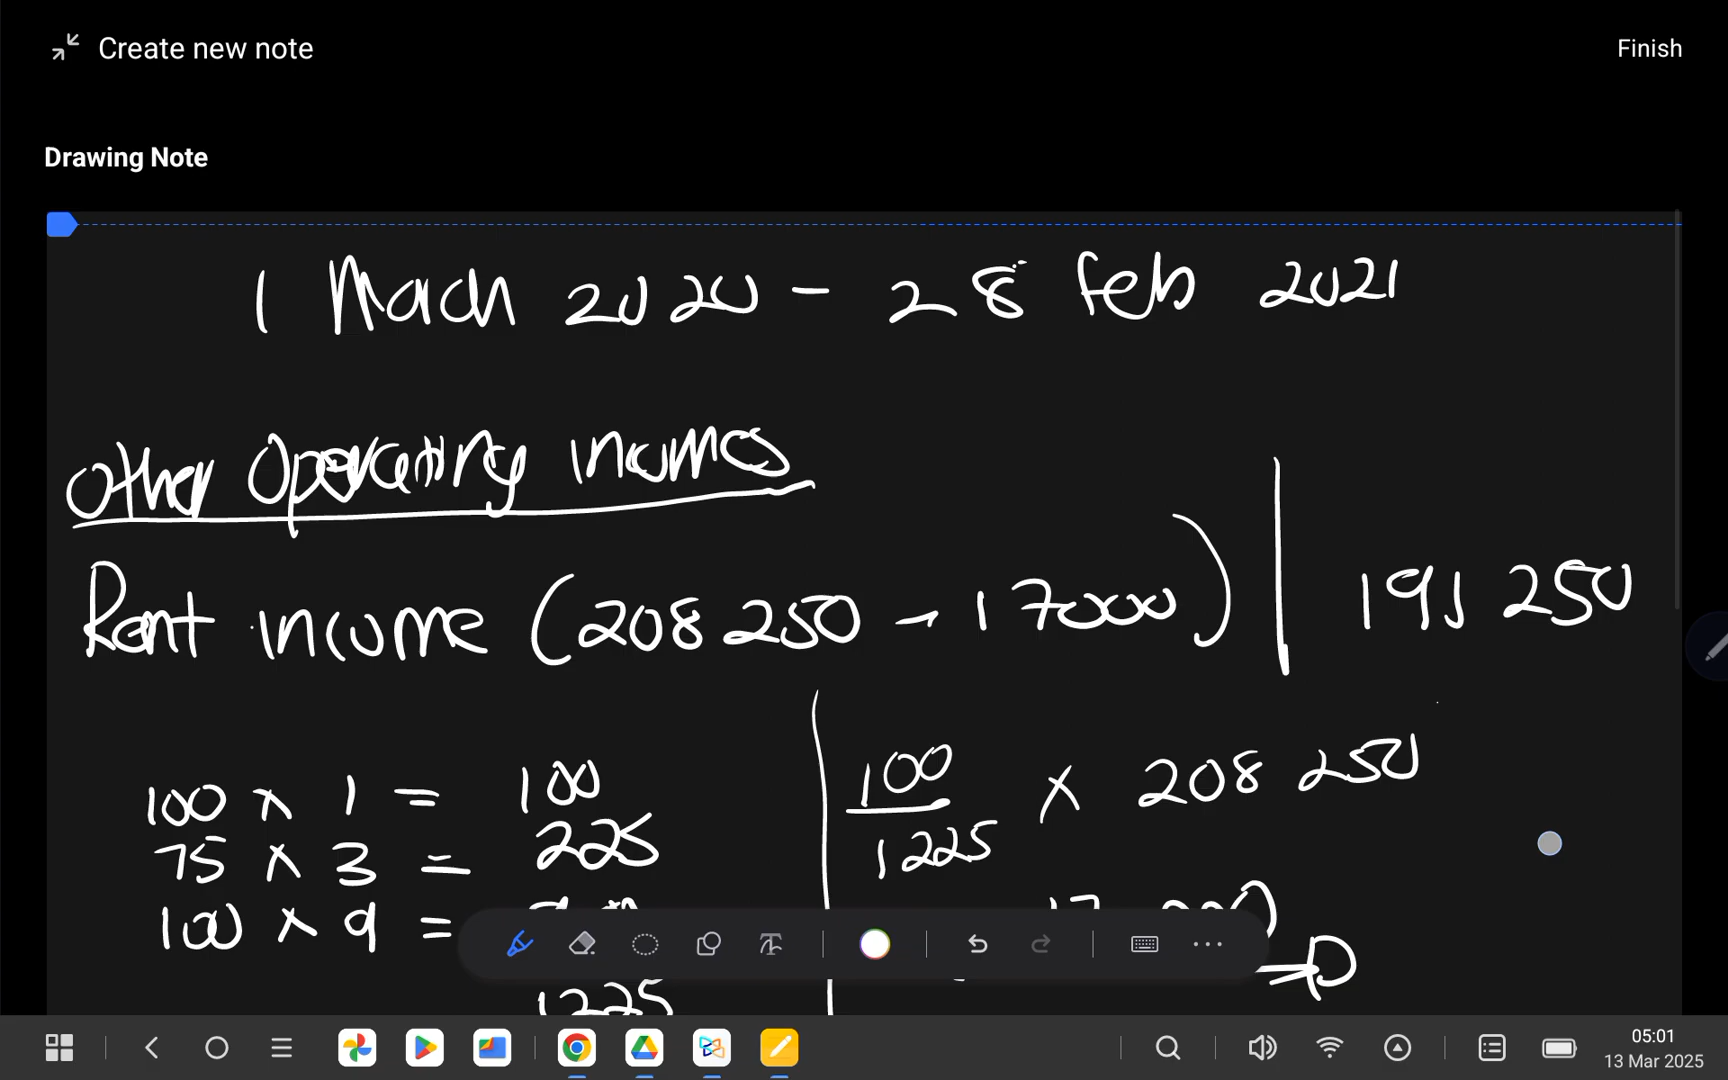 Create new note
Finish
Drawing Note
1 Mach 2020 - 28 feb 2021
Other Operating incomes
Rent income (208 250 - 17000) | 191 250
100 x 1 = 100
75 x 3 = 225
100 x 9 =
1225
100
1225
x 208 250
05:01
13 Mar 2025